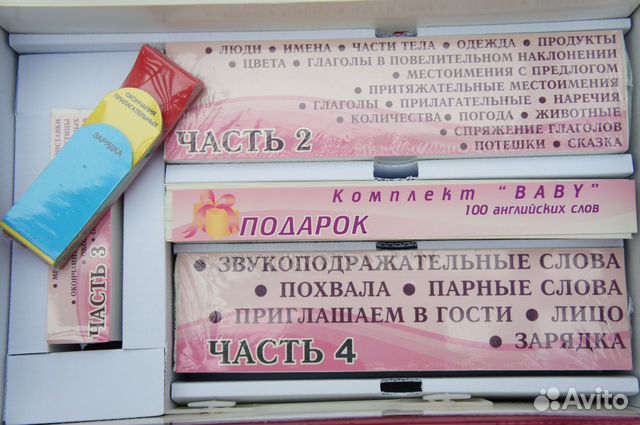 • ЛЮДИ • ИМЕНА • ЧАСТИ ТЕЛА • ОДЕЖДА • ПРОДУКТЫ
• ЦВЕТА • ГЛАГОЛЫ В ПОВЕЛИТЕЛЬНОМ НАКЛОНЕНИИ
• МЕСТОИМЕНИЯ С ПРЕДЛОГОМ
• ПРИТЯЖАТЕЛЬНЫЕ МЕСТОИМЕНИЯ
• ГЛАГОЛЫ • ПРИЛАГАТЕЛЬНЫЕ • НАРЕЧИЯ
• КОЛИЧЕСТВА • ПОГОДА • ЖИВОТНЫЕ
• СПРЯЖЕНИЕ ГЛАГОЛОВ
• ПОТЕШКИ • СКАЗКА
ЧАСТЬ 2
ОКОНЧАНИЯ
ПРИЛАГАТЕЛЬНЫХ
ЗАРЯДКА
Комплект "BABY"
100 английских слов
ПОДАРОК
ЧАСТЬ 3
• ЗВУКОПОДРАЖАТЕЛЬНЫЕ СЛОВА
• ПОХВАЛА • ПАРНЫЕ СЛОВА
• ПРИГЛАШАЕМ В ГОСТИ • ЛИЦО
• ЗАРЯДКА
ЧАСТЬ 4
Avito